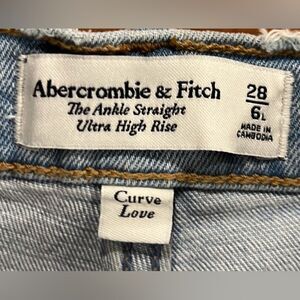 Abercrombie & Fitch
The Ankle Straight
Ultra High Rise
28
6L
MADE IN
CAMBODIA
Curve
Love